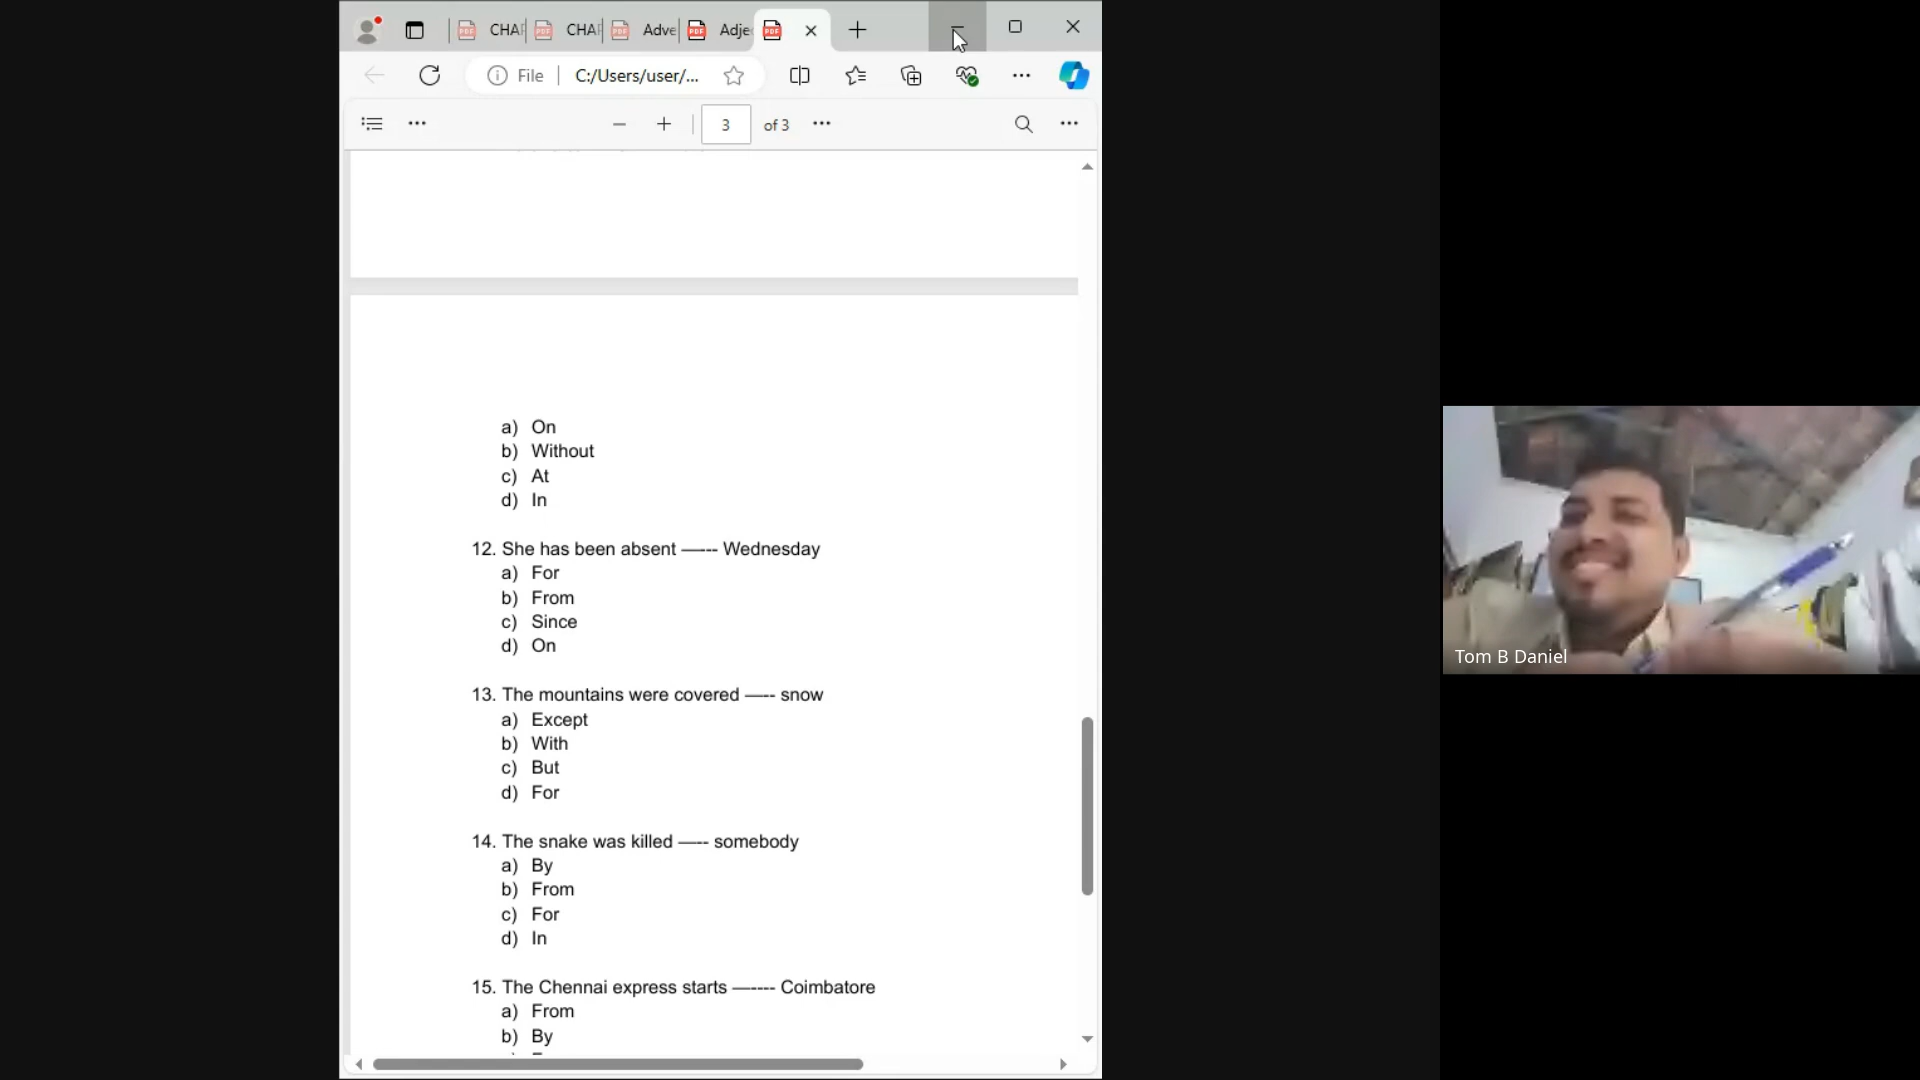 CHA
CHA
Adve
Adje
File
C:/Users/user/...
3
of 3
a) On
b) Without
c) At
d) In
12. She has been absent —--- Wednesday
a) For
b) From
c) Since
d) On
13. The mountains were covered —-- snow
a) Except
b) With
c) But
d) For
14. The snake was killed —-- somebody
a) By
b) From
c) For
d) In
15. The Chennai express starts —---- Coimbatore
a) From
b) By
Tom B Daniel